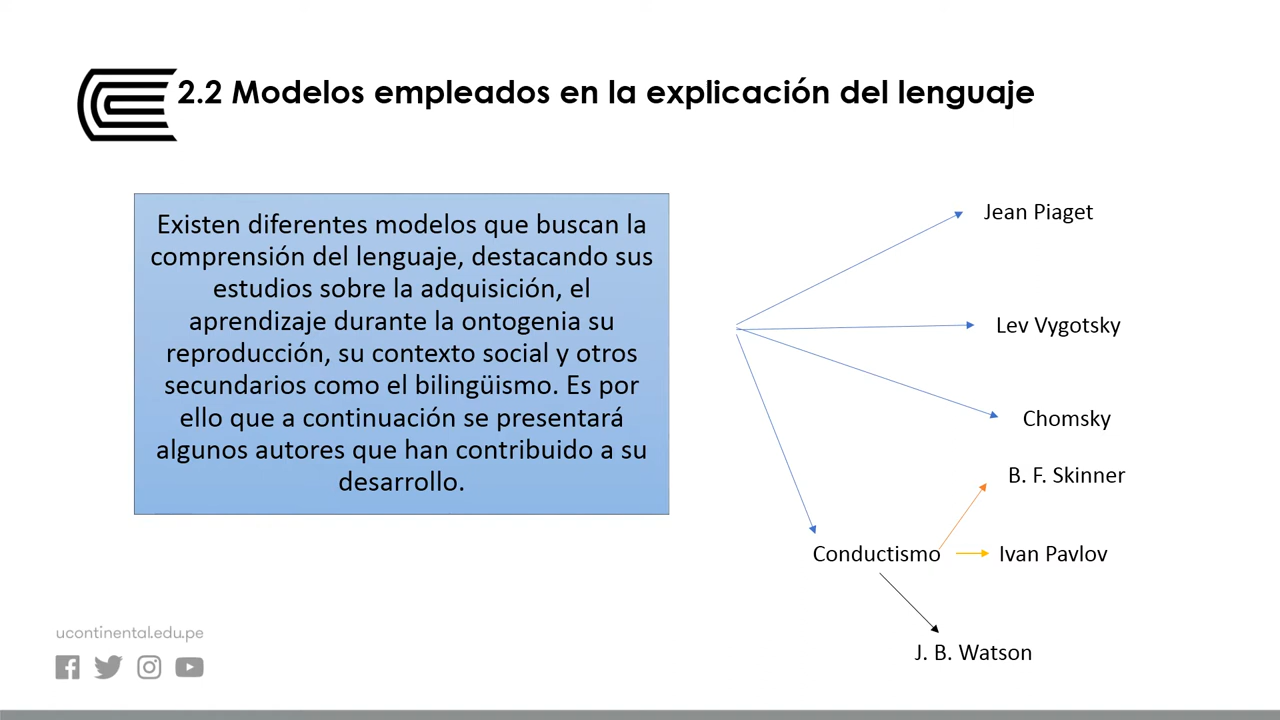 2.2 Modelos empleados en la explicación del lenguaje
Existen diferentes modelos que buscan la
comprensión del lenguaje, destacando sus
estudios sobre la adquisición, el
aprendizaje durante la ontogenia su
reproducción, su contexto social y otros
secundarios como el bilingüismo. Es por
ello que a continuación se presentará
algunos autores que han contribuido a su
desarrollo.
Jean Piaget
Lev Vygotsky
Chomsky
B. F. Skinner
Conductismo
Ivan Pavlov
J. B. Watson
ucontinental.edu.pe